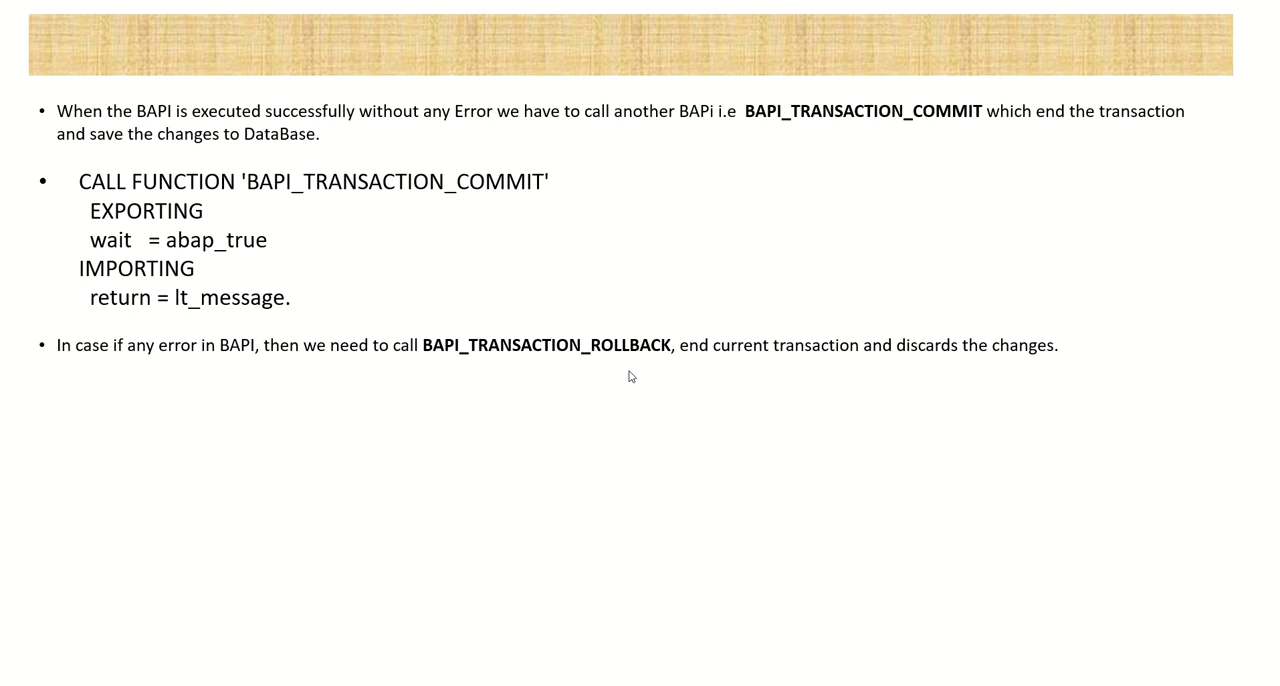 • When the BAPI is executed successfully without any Error we have to call another BAPi i.e BAPI_TRANSACTION_COMMIT which end the transaction
and save the changes to DataBase.
• CALL FUNCTION 'BAPI_TRANSACTION_COMMIT'
EXPORTING
wait = abap_true
IMPORTING
return = lt_message.
• In case if any error in BAPI, then we need to call BAPI_TRANSACTION_ROLLBACK, end current transaction and discards the changes.